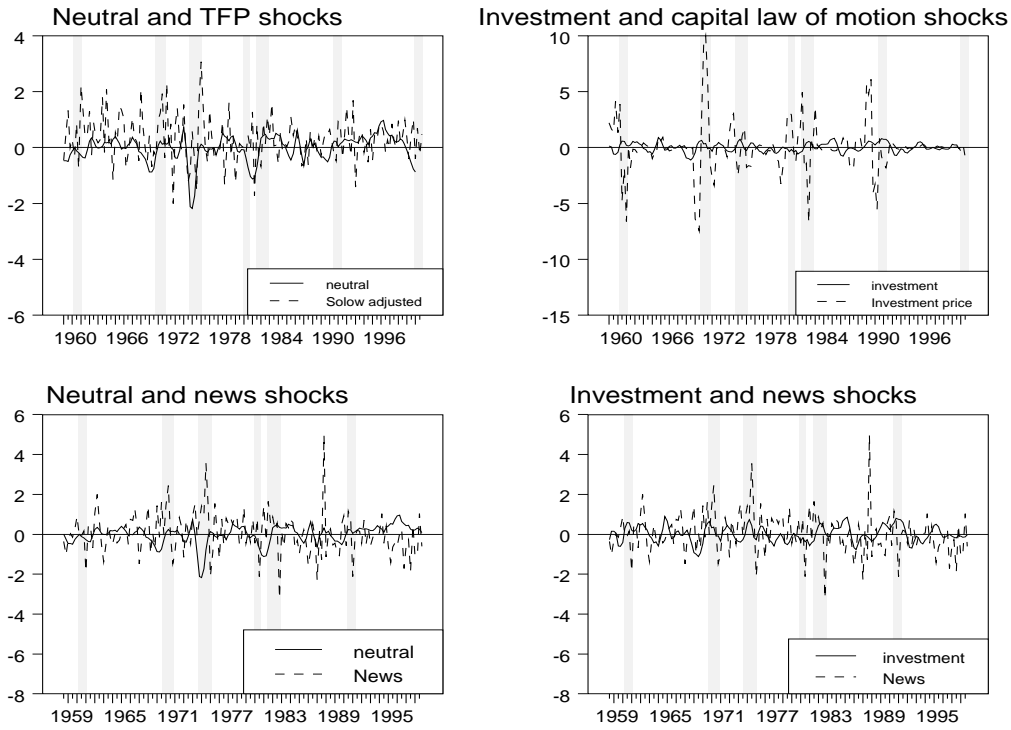 Neutral and TFP shocks
4
2
0
-2
-4
-6
neutral
Solow adjusted
1960 1966 1972 1978 1984 1990 1996
Investment and capital law of motion shocks
10
5
0
-5
-10
-15
investment
Investment price
1960 1966 1972 1978 1984 1990 1996
Neutral and news shocks
6
4
2
0
-2
-4
-6
-8
neutral
News
1959 1965 1971 1977 1983 1989 1995
Investment and news shocks
6
4
2
0
-2
-4
-6
-8
investment
News
1959 1965 1971 1977 1983 1989 1995